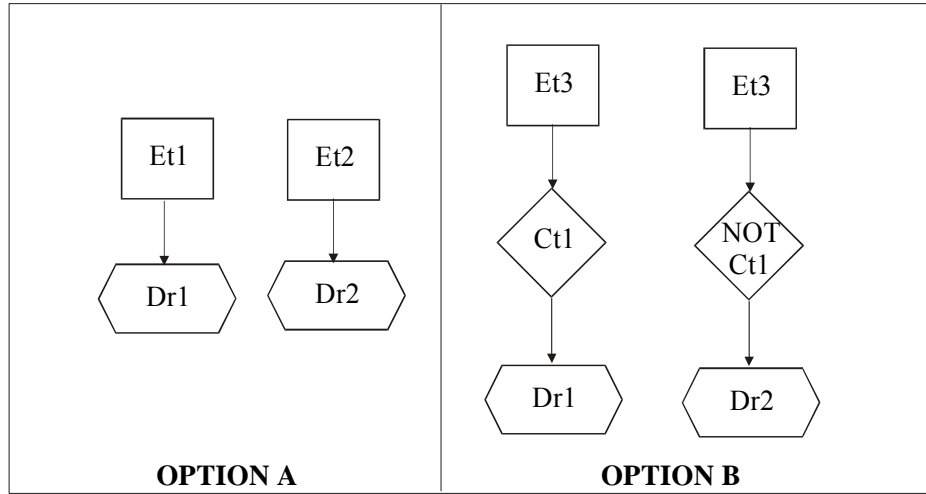 Et1
Dr1
Et2
Dr2
OPTION A
Et3
Ct1
Dr1
Et3
NOT
Ct1
Dr2
OPTION B